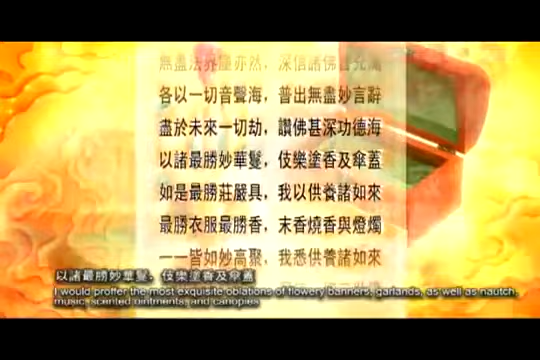 無盡法界塵亦然，深信諸佛皆充滿
各以一切音聲海，普出無盡妙言辭
盡於未來一切劫，讚佛甚深功德海
以諸最勝妙華鬘，伎樂塗香及傘蓋
如是最勝莊嚴具，我以供養諸如來
最勝衣服最勝香，末香燒香與燈燭
一一皆如妙高聚，我悉供養諸如來
以諸最勝妙華鬘，伎樂塗香及傘蓋
I would proffer the most exquisite oblations of flowery banners, garlands, as well as nautch,
music, scented ointments, and canopies